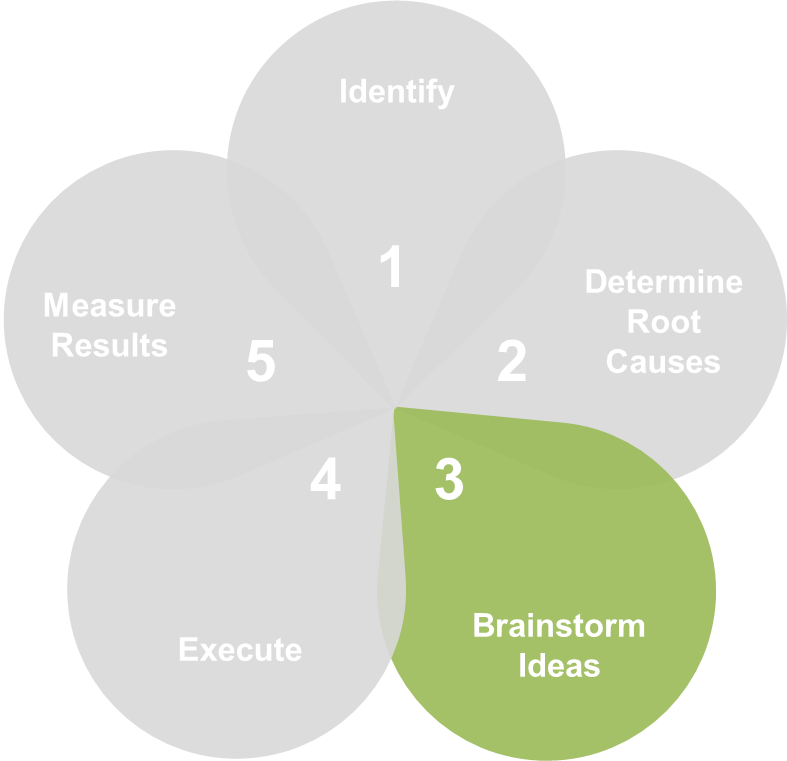 Identify
1
Determine
Root
Causes
2
3
Brainstorm
Ideas
4
Execute
Measure
Results
5